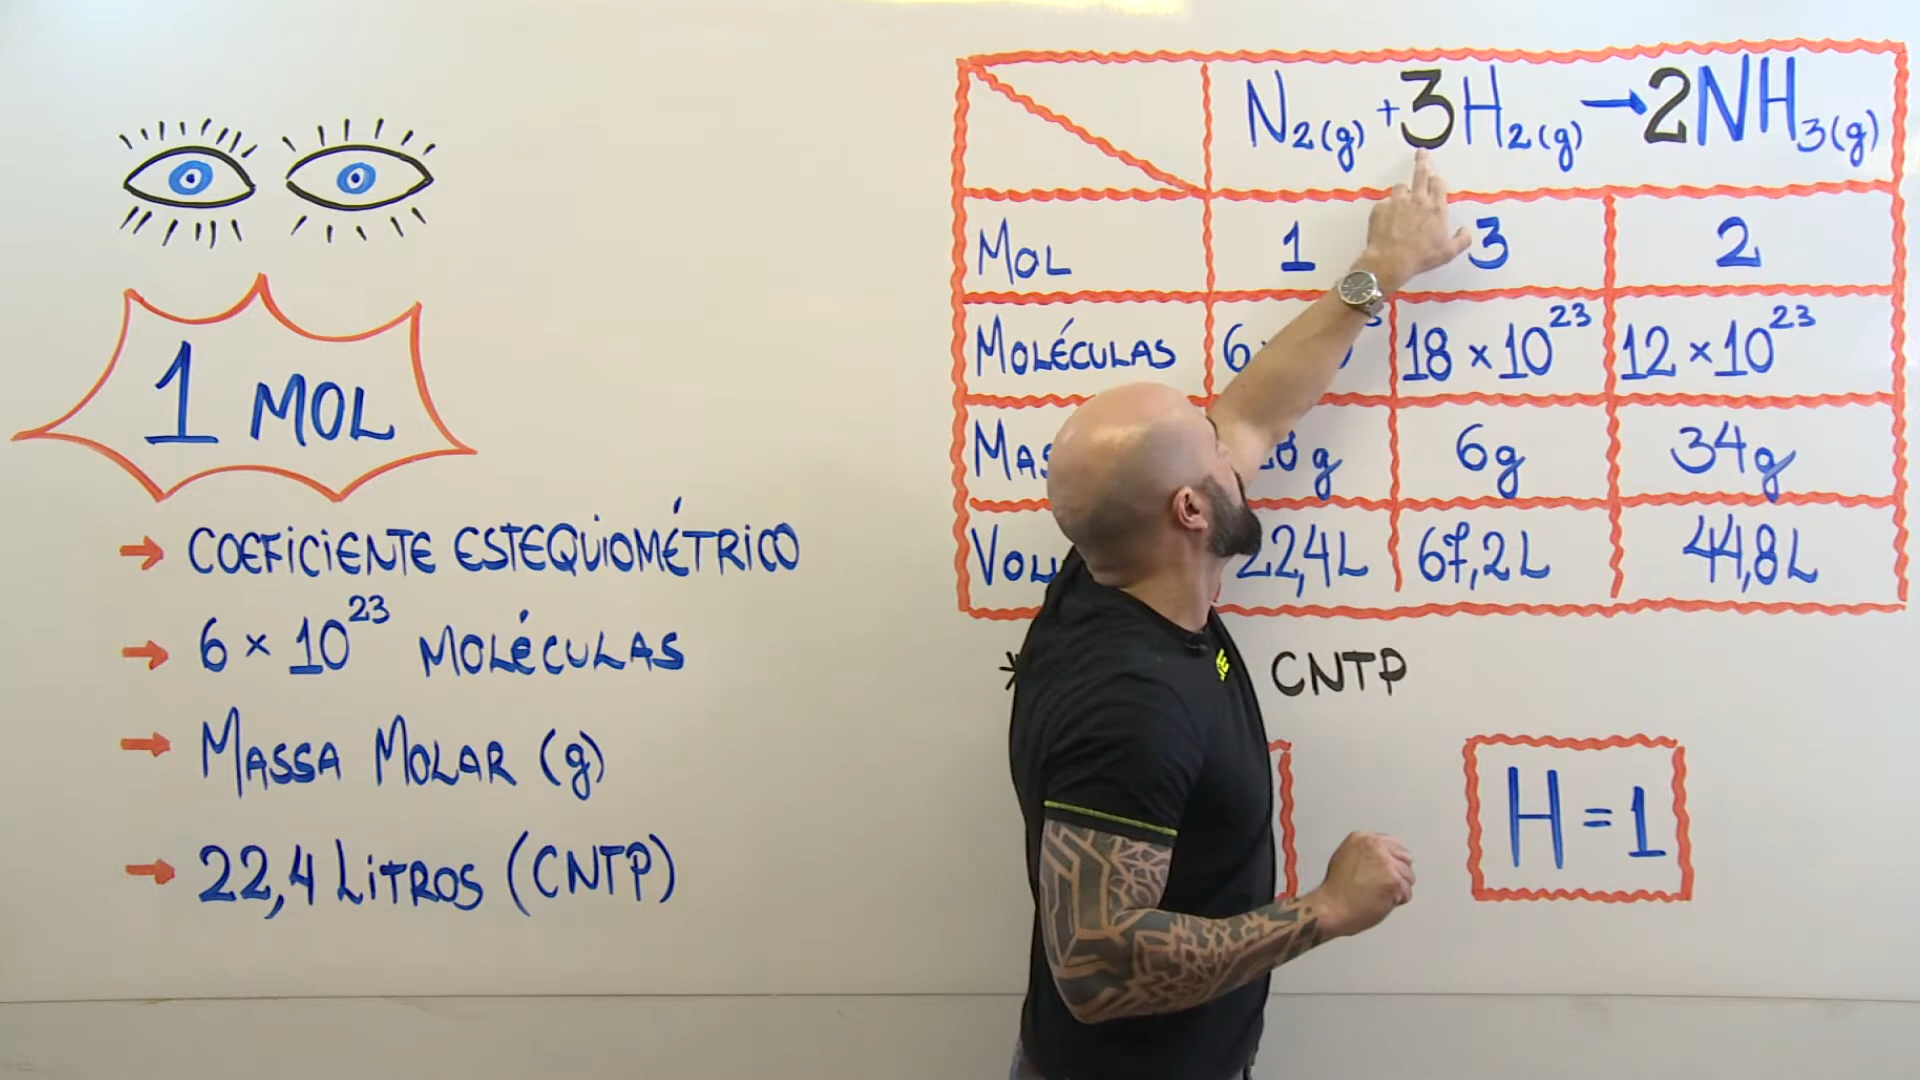 1 MOL
→ COEFICIENTE ESTEQUIOMÉTRICO
→ 6 × 10²³ MOLÉCULAS
→ MASSA MOLAR (g)
→ 22,4 LITROS (CNTP)
N₂(g) + 3H₂(g) → 2NH₃(g)
MOL 1 3 2
MOLÉCULAS 18 × 10²³ 12 × 10²³
6g 34g
22,4L 67,2L 44,8L
* CNTP
H = 1